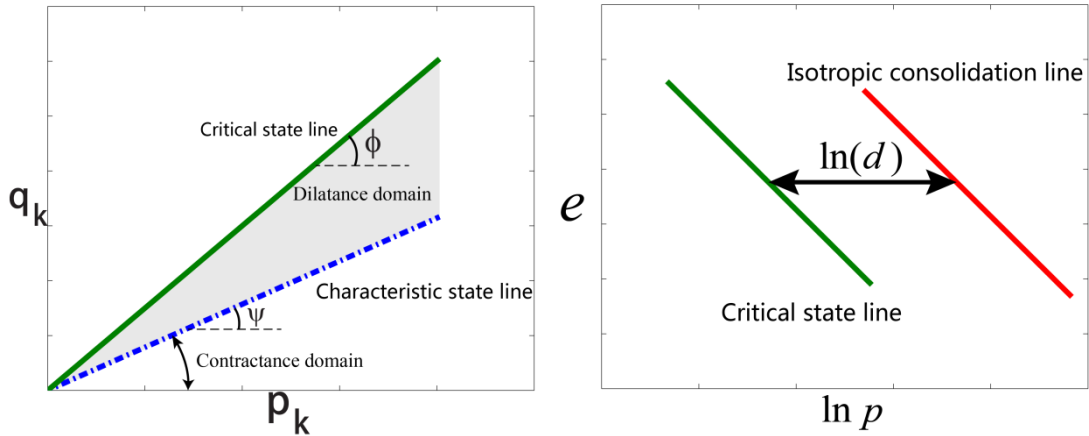 Critical state line
ϕ
Dilatance domain
q_k
Characteristic state line
ψ
Contractance domain
p_k
Isotropic consolidation line
ln(d)
e
Critical state line
ln p